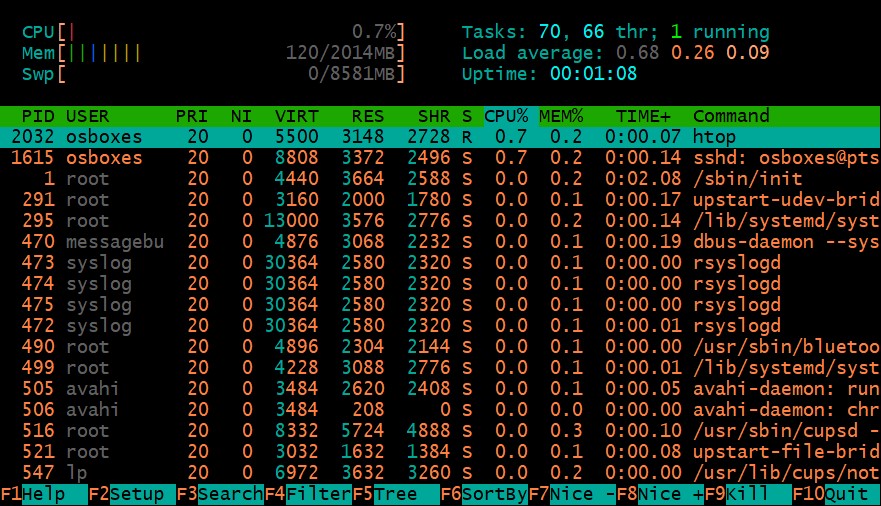 CPU[| 0.7%] Tasks: 70, 66 thr; 1 running
Mem[||||||| 120/2014MB] Load average: 0.68 0.26 0.09
Swp[ 0/8581MB] Uptime: 00:01:08
PID USER PRI NI VIRT RES SHR S CPU% MEM% TIME+ Command
2032 osboxes 20 0 5500 3148 2728 R 0.7 0.2 0:00.07 htop
1615 osboxes 20 0 8808 3372 2496 S 0.7 0.2 0:00.14 sshd: osboxes@pts
1 root 20 0 4440 3664 2588 S 0.0 0.2 0:02.08 /sbin/init
291 root 20 0 3160 2000 1780 S 0.0 0.1 0:00.17 upstart-udev-brid
295 root 20 0 13000 3576 2776 S 0.0 0.2 0:00.14 /lib/systemd/syst
470 messagebu 20 0 4876 3068 2232 S 0.0 0.1 0:00.19 dbus-daemon --sys
473 syslog 20 0 30364 2580 2320 S 0.0 0.1 0:00.00 rsyslogd
474 syslog 20 0 30364 2580 2320 S 0.0 0.1 0:00.00 rsyslogd
475 syslog 20 0 30364 2580 2320 S 0.0 0.1 0:00.00 rsyslogd
472 syslog 20 0 30364 2580 2320 S 0.0 0.1 0:00.01 rsyslogd
490 root 20 0 4896 2304 2144 S 0.0 0.1 0:00.00 /usr/sbin/bluetoo
499 root 20 0 4228 3088 2776 S 0.0 0.1 0:00.01 /lib/systemd/syst
505 avahi 20 0 3484 2620 2408 S 0.0 0.1 0:00.05 avahi-daemon: run
506 avahi 20 0 3484 208 0 S 0.0 0.0 0:00.00 avahi-daemon: chr
516 root 20 0 8332 5724 4888 S 0.0 0.3 0:00.10 /usr/sbin/cupsd -
521 root 20 0 3032 1632 1384 S 0.0 0.1 0:00.08 upstart-file-brid
547 lp 20 0 6972 3632 3260 S 0.0 0.2 0:00.00 /usr/lib/cups/not
F1Help F2Setup F3SearchF4FilterF5Tree F6SortByF7Nice -F8Nice +F9Kill F10Quit